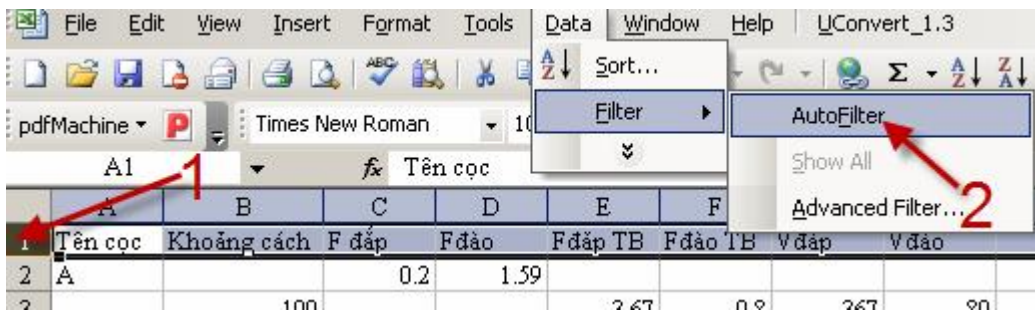 File Edit View Insert Format Tools Data Window Help UConvert_1.3
Sort...
pdfMachine Times New Roman 10 Filter AutoFilter
Show All
A1 1 fx Tên cọc
Advanced Filter... 2
A B C D E F
1 Tên cọc Khoảng cách F đắp F đào F đắp TB F đào TB V đắp V đào
2 A 0.2 1.59
3 100 3.67 0.8 367 80